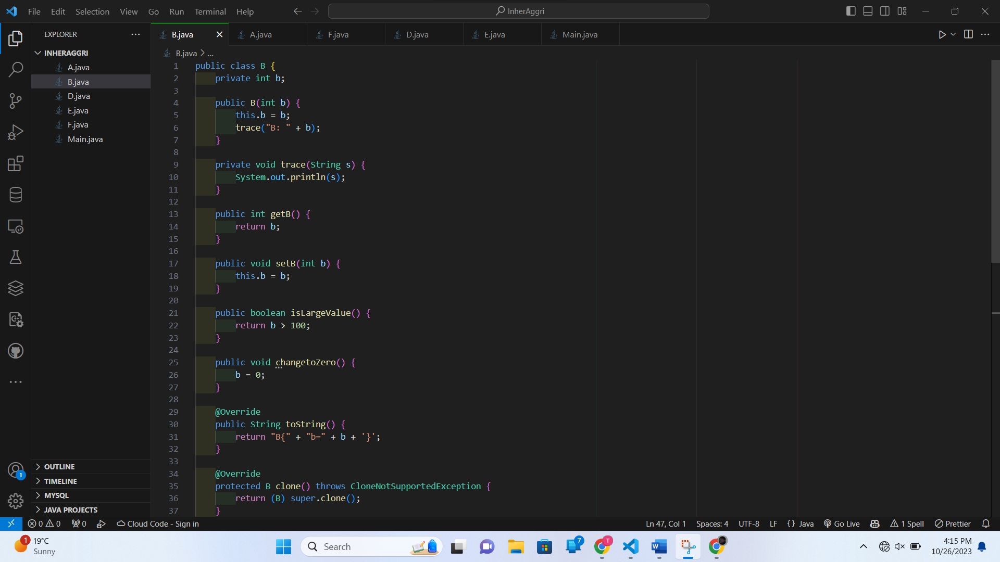 File Edit Selection View Go Run Terminal Help
InherAggri
EXPLORER
INHERAGGRI
A.java
B.java
D.java
E.java
F.java
Main.java
OUTLINE
TIMELINE
MYSQL
JAVA PROJECTS
1
B.java A.java F.java D.java E.java Main.java
B.java > ...
1 public class B {
2     private int b;
3
4     public B(int b) {
5         this.b = b;
6         trace("B: " + b);
7     }
8
9     private void trace(String s) {
10         System.out.println(s);
11     }
12
13     public int getB() {
14         return b;
15     }
16
17     public void setB(int b) {
18         this.b = b;
19     }
20
21     public boolean isLargeValue() {
22         return b > 100;
23     }
24
25     public void changetoZero() {
26         b = 0;
27     }
28
29     @Override
30     public String toString() {
31         return "B{" + "b=" + b + '}';
32     }
33
34     @Override
35     protected B clone() throws CloneNotSupportedException {
36         return (B) super.clone();
37     }
0 0 0 Cloud Code - Sign in Ln 47, Col 1 Spaces: 4 UTF-8 LF {} Java Go Live 1 Spell Prettier
1 19°C
Sunny
Search
7
T
W
4:15 PM
10/26/2023